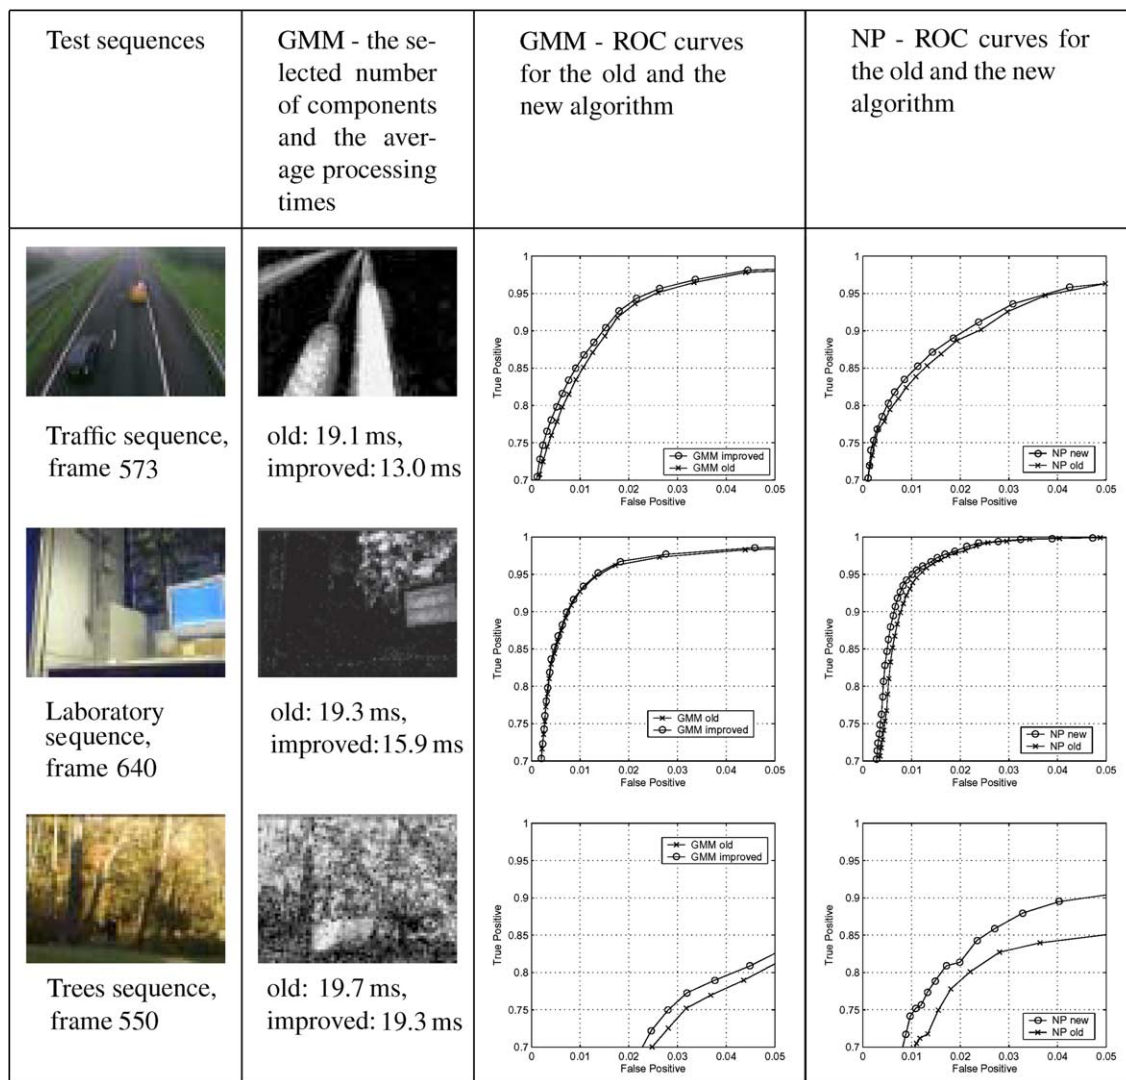 Test sequences
GMM - the se-
lected number
of components
and the aver-
age processing
times
GMM - ROC curves
for the old and the
new algorithm
NP - ROC curves for
the old and the new
algorithm
Traffic sequence,
frame 573
old: 19.1 ms,
improved: 13.0 ms
1
0.95
0.9
0.85
0.8
0.75
0.7
True Positive
GMM improved
GMM old
0 0.01 0.02 0.03 0.04 0.05
False Positive
1
0.95
0.9
0.85
0.8
0.75
0.7
True Positive
NP new
NP old
0 0.01 0.02 0.03 0.04 0.05
False Positive
Laboratory
sequence,
frame 640
old: 19.3 ms,
improved: 15.9 ms
1
0.95
0.9
0.85
0.8
0.75
0.7
True Positive
GMM old
GMM improved
0 0.01 0.02 0.03 0.04 0.05
False Positive
1
0.95
0.9
0.85
0.8
0.75
0.7
True Positive
NP new
NP old
0 0.01 0.02 0.03 0.04 0.05
False Positive
Trees sequence,
frame 550
old: 19.7 ms,
improved: 19.3 ms
1
0.95
0.9
0.85
0.8
0.75
0.7
True Positive
GMM old
GMM improved
0 0.01 0.02 0.03 0.04 0.05
False Positive
1
0.95
0.9
0.85
0.8
0.75
0.7
True Positive
NP new
NP old
0 0.01 0.02 0.03 0.04 0.05
False Positive